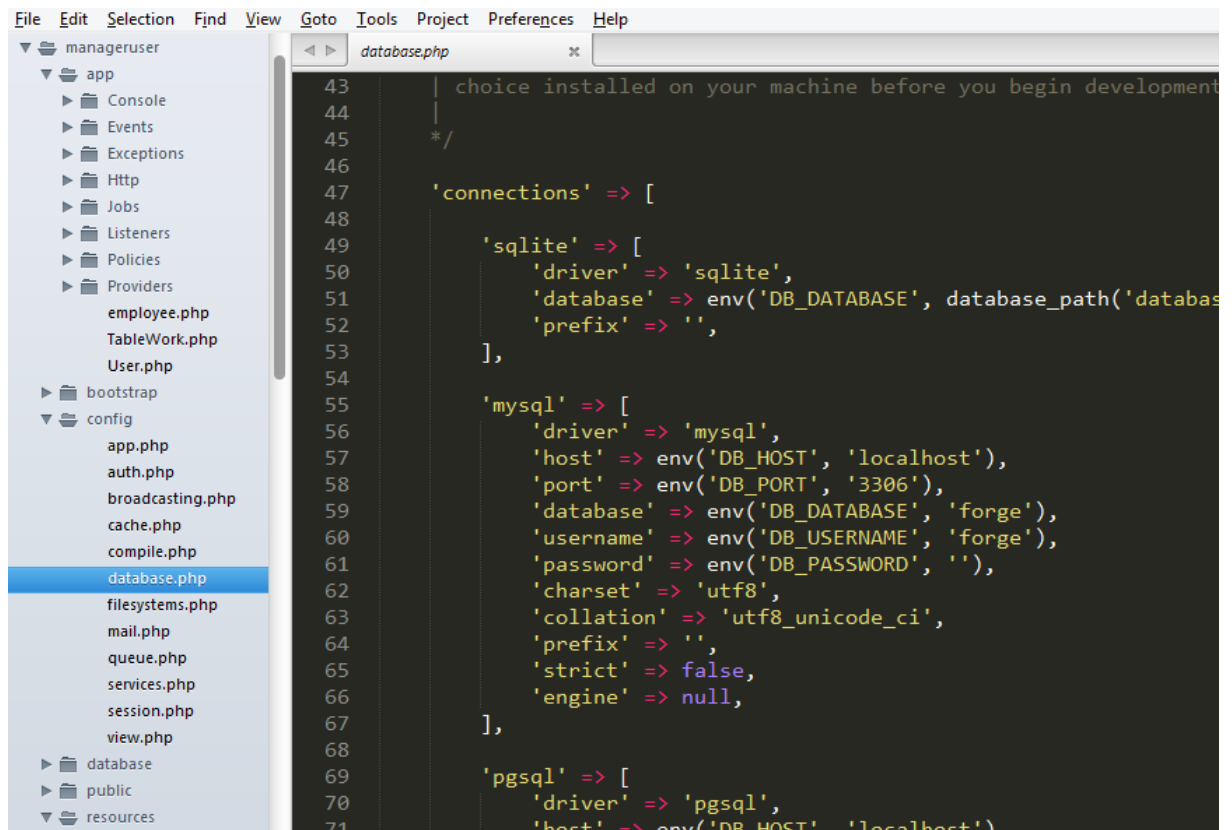 File Edit Selection Find View Goto Tools Project Preferences Help
manageruser
app
Console
Events
Exceptions
Http
Jobs
Listeners
Policies
Providers
employee.php
TableWork.php
User.php
bootstrap
config
app.php
auth.php
broadcasting.php
cache.php
compile.php
database.php
filesystems.php
mail.php
queue.php
services.php
session.php
view.php
database
public
resources
database.php
43 | choice installed on your machine before you begin development
44 |
45 */
46
47 'connections' => [
48
49 'sqlite' => [
50 'driver' => 'sqlite',
51 'database' => env('DB_DATABASE', database_path('databas
52 'prefix' => '',
53 ],
54
55 'mysql' => [
56 'driver' => 'mysql',
57 'host' => env('DB_HOST', 'localhost'),
58 'port' => env('DB_PORT', '3306'),
59 'database' => env('DB_DATABASE', 'forge'),
60 'username' => env('DB_USERNAME', 'forge'),
61 'password' => env('DB_PASSWORD', ''),
62 'charset' => 'utf8',
63 'collation' => 'utf8_unicode_ci',
64 'prefix' => '',
65 'strict' => false,
66 'engine' => null,
67 ],
68
69 'pgsql' => [
70 'driver' => 'pgsql',
71 'host' => env('DB_HOST', 'localhost')